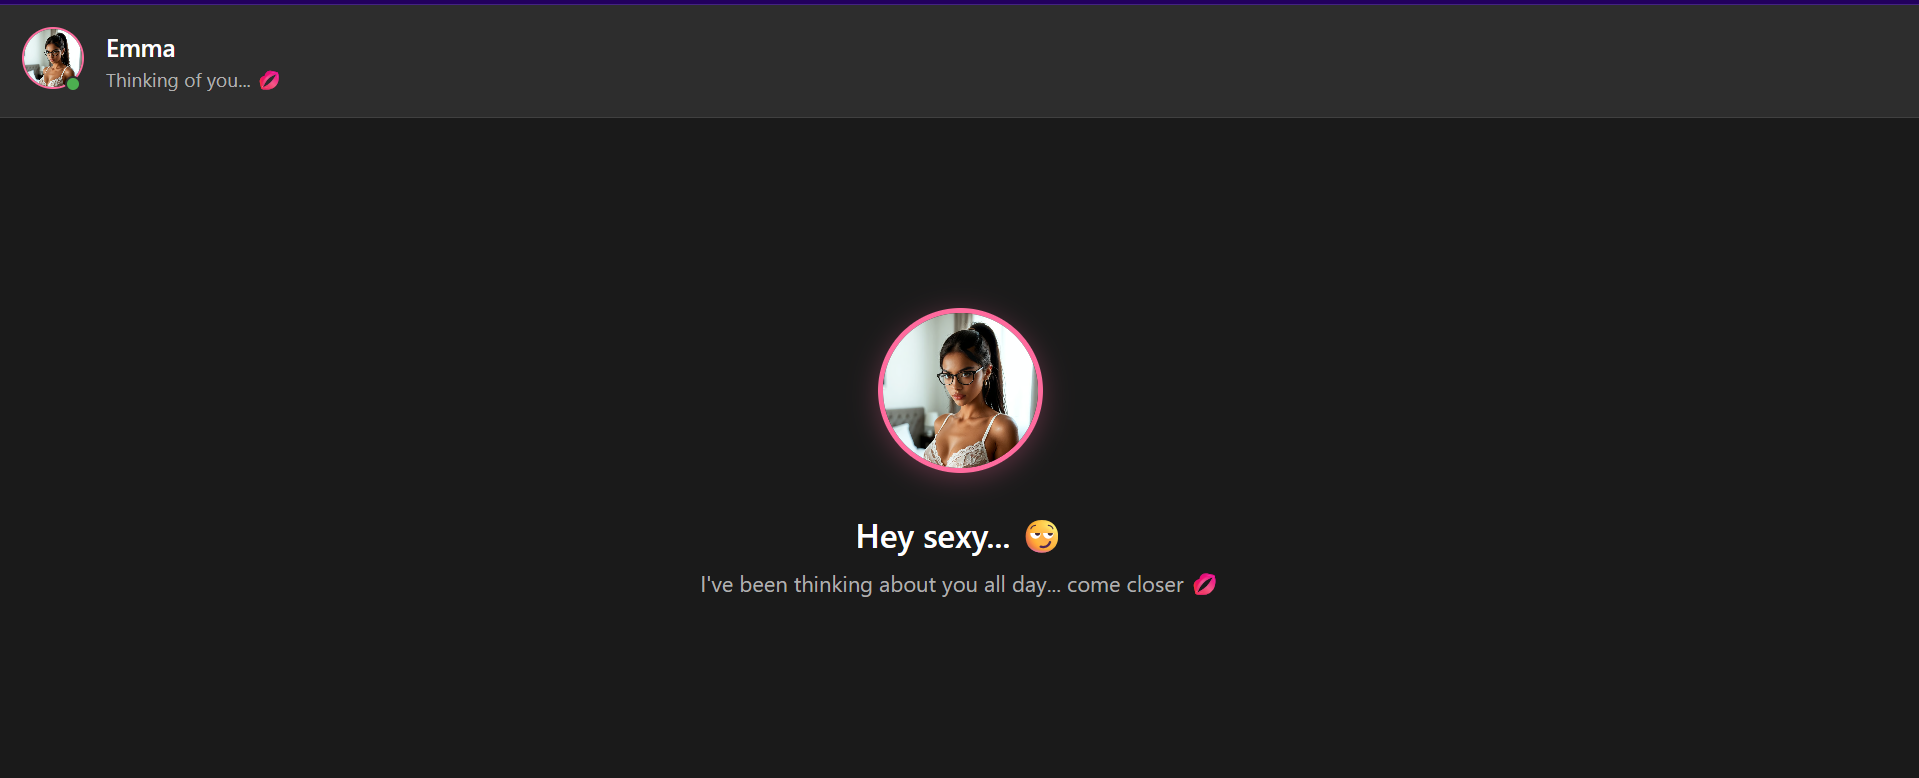 Emma
Thinking of you... 💋
Hey sexy... 😏
I've been thinking about you all day... come closer 💋